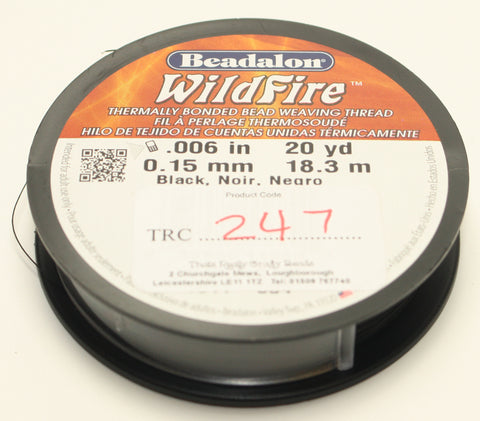 Beadalon
WildFire™
THERMALLY BONDED BEAD WEAVING THREAD
FIL À PERLAGE THERMOSOUDÉ
HILO DE TEJIDO DE CUENTAS UNIDAS TÉRMICAMENTE
.006 in 20 yd
0.15 mm 18.3 m
Black, Noir, Negro
Product Code
TRC 247
2 Churchgate Mews, Loughborough
Leicestershire LE11 1TZ